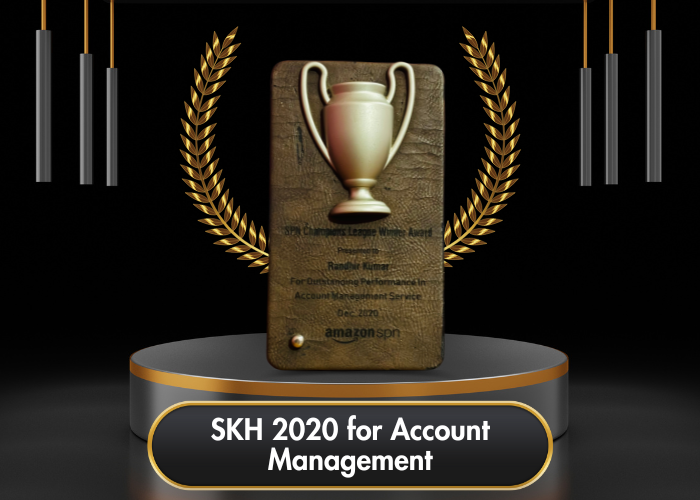 SPN Champions League Winner Award
Presented to
Randhir Kumar
For Outstanding Performance in
Account Management Service
Dec, 2020
amazon spn
SKH 2020 for Account
Management